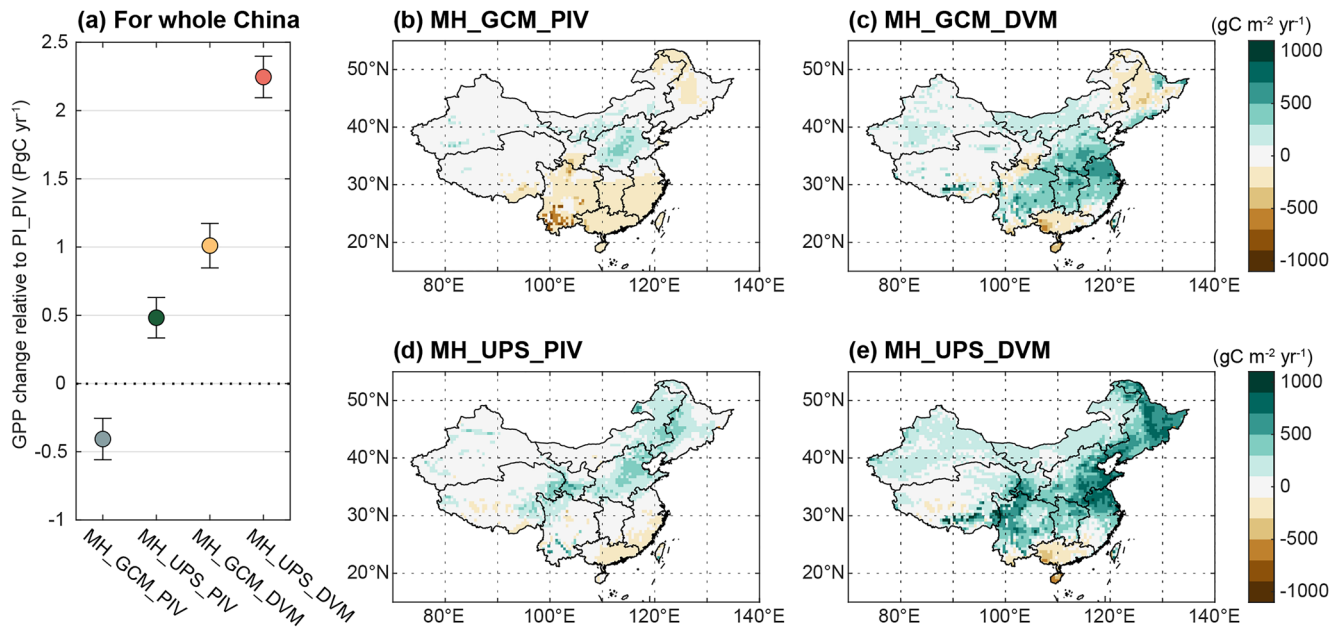 (a) For whole China
GPP change relative to PI_PIV (PgC yr⁻¹)
2.5
2
1.5
1
0.5
0
-0.5
-1
MH_GCM_PIV
MH_UPS_PIV
MH_GCM_DVM
MH_UPS_DVM
(b) MH_GCM_PIV
50°N
40°N
30°N
20°N
80°E
100°E
120°E
140°E
(c) MH_GCM_DVM
50°N
40°N
30°N
20°N
80°E
100°E
120°E
140°E
(gC m⁻² yr⁻¹)
1000
500
0
-500
-1000
(d) MH_UPS_PIV
50°N
40°N
30°N
20°N
80°E
100°E
120°E
140°E
(e) MH_UPS_DVM
50°N
40°N
30°N
20°N
80°E
100°E
120°E
140°E
(gC m⁻² yr⁻¹)
1000
500
0
-500
-1000